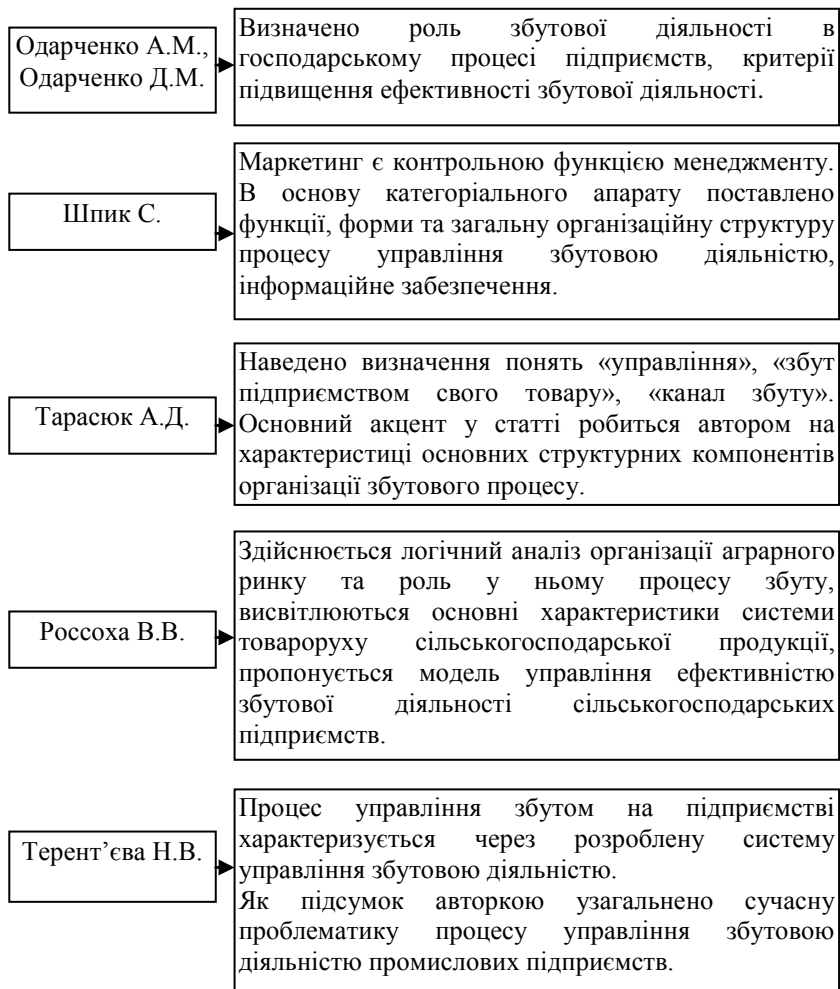 Одарченко А.М.,
Одарченко Д.М.
Визначено роль збутової діяльності в
господарському процесі підприємств, критерії
підвищення ефективності збутової діяльності.
Шпик С.
Маркетинг є контрольною функцією менеджменту.
В основу категоріального апарату поставлено
функції, форми та загальну організаційну структуру
процесу управління збутовою діяльністю,
інформаційне забезпечення.
Тарасюк А.Д.
Наведено визначення понять «управління», «збут
підприємством свого товару», «канал збуту».
Основний акцент у статті робиться автором на
характеристиці основних структурних компонентів
організації збутового процесу.
Россоха В.В.
Здійснюється логічний аналіз організації аграрного
ринку та роль у ньому процесу збуту,
висвітлюються основні характеристики системи
товароруху сільськогосподарської продукції,
пропонується модель управління ефективністю
збутової діяльності сільськогосподарських
підприємств.
Терент’єва Н.В.
Процес управління збутом на підприємстві
характеризується через розроблену систему
управління збутовою діяльністю.
Як підсумок авторкою узагальнено сучасну
проблематику процесу управління збутовою
діяльністю промислових підприємств.